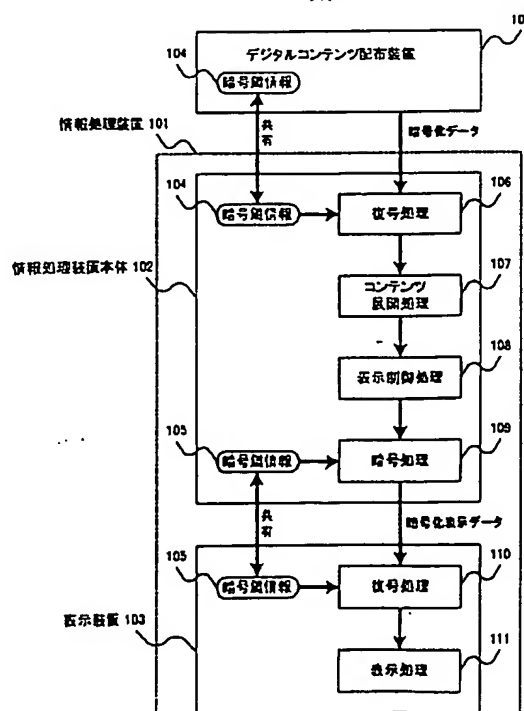 10
デジタルコンテンツ配布装置
104
暗号鍵情報
情報処理装置 101
共有
暗号化データ
104
暗号鍵情報
復号処理
106
情報処理装置本体 102
コンテンツ
展開処理
107
表示制御処理
108
105
暗号鍵情報
暗号処理
109
共有
暗号化表示データ
105
暗号鍵情報
復号処理
110
表示装置 103
表示処理
111